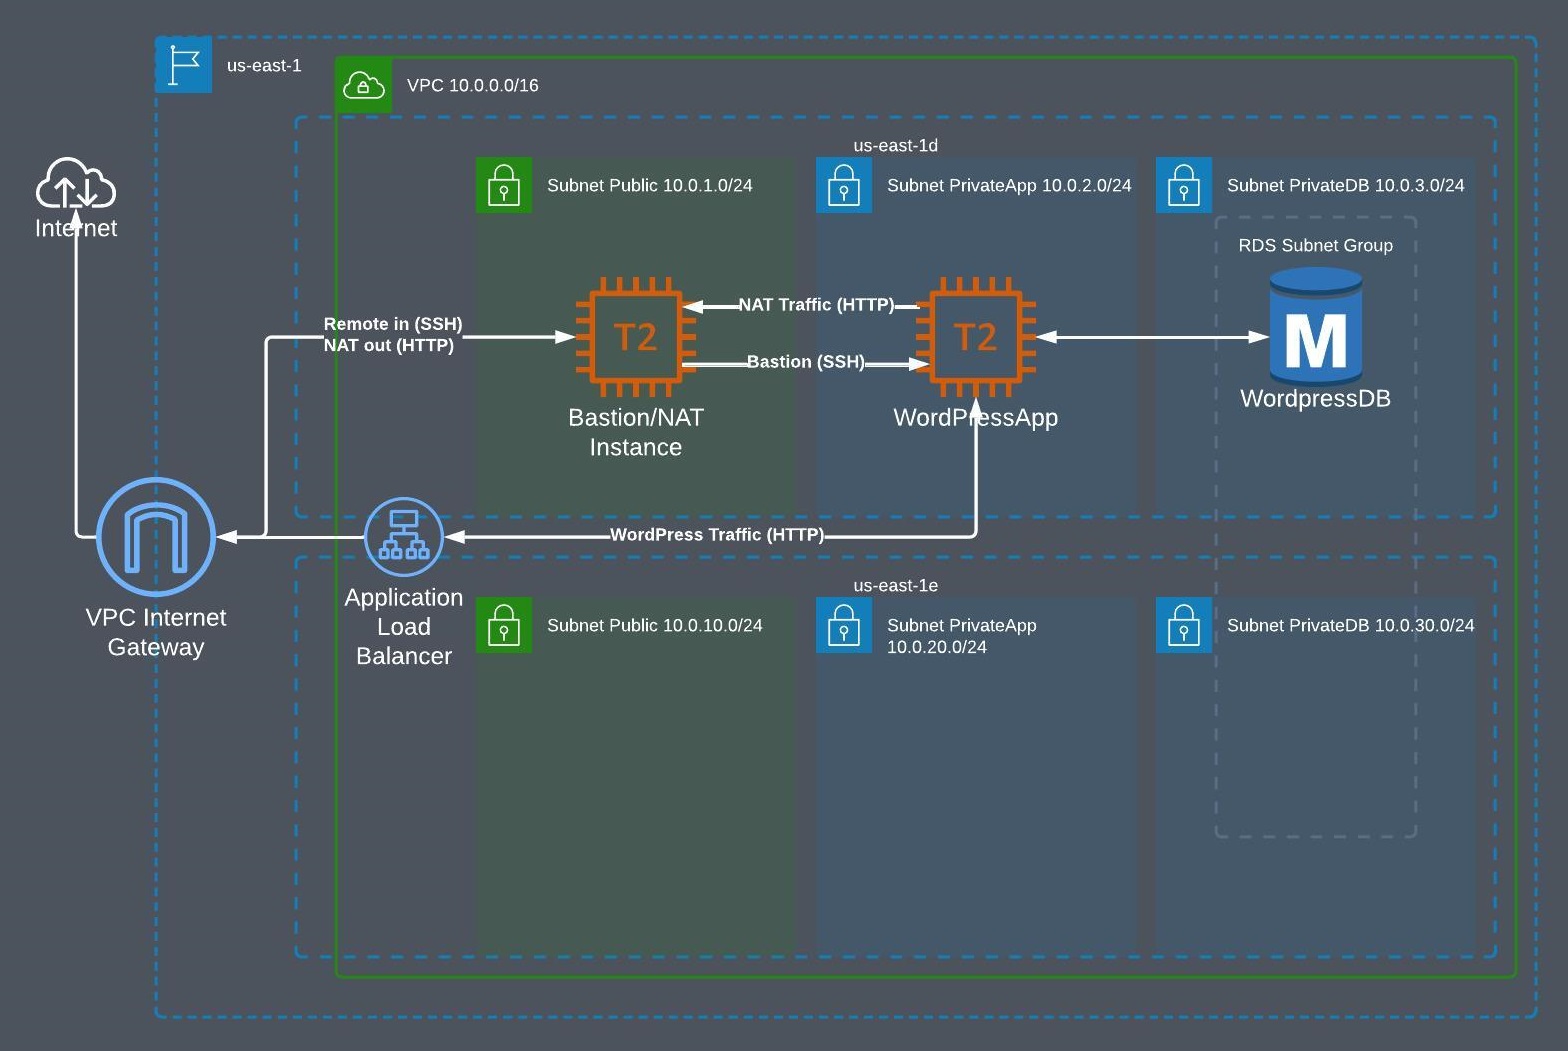 us-east-1
VPC 10.0.0.0/16
us-east-1d
Subnet Public 10.0.1.0/24
Subnet PrivateApp 10.0.2.0/24
Subnet PrivateDB 10.0.3.0/24
Internet
RDS Subnet Group
NAT Traffic (HTTP)
Remote in (SSH)
NAT out (HTTP)
T2
T2
M
Bastion (SSH)
WordpressDB
Bastion/NAT
Instance
WordPressApp
WordPress Traffic (HTTP)
us-east-1e
Application
Load
Balancer
VPC Internet
Gateway
Subnet Public 10.0.10.0/24
Subnet PrivateApp
10.0.20.0/24
Subnet PrivateDB 10.0.30.0/24